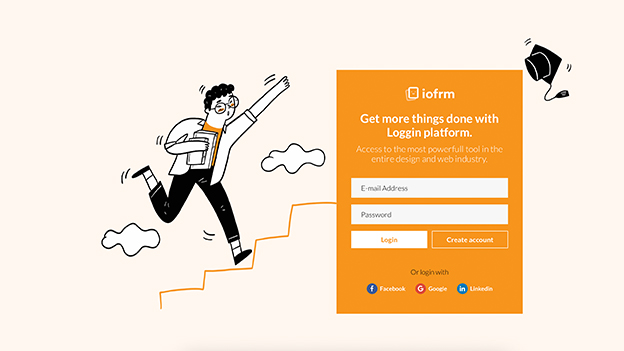 iofrm
Get more things done with
Loggin platform.
Access to the most powerfull tool in the
entire design and web industry.
E-mail Address
Password
Login Create account
Or login with
Facebook Google Linkedin